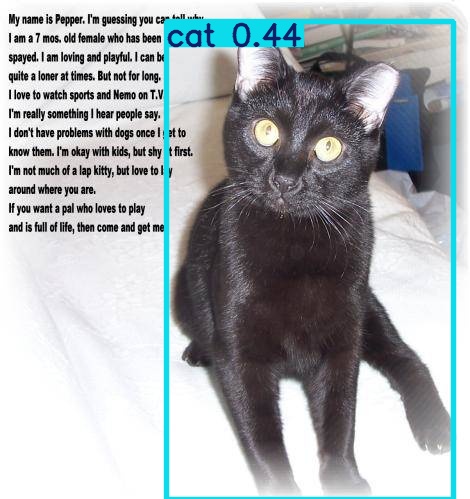 My name is Pepper. I'm guessing you can tell why
I am a 7 mos. old female who has been
spayed. I am loving and playful. I can be
quite a loner at times. But not for long.
I love to watch sports and Nemo on T.V
I'm really something I hear people say.
I don't have problems with dogs once I get to
know them. I'm okay with kids, but shy at first.
I'm not much of a lap kitty, but love to lay
around where you are.
If you want a pal who loves to play
and is full of life, then come and get me
cat 0.44